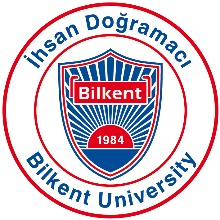 İhsan Doğramacı
Bilkent
1984
Bilkent University